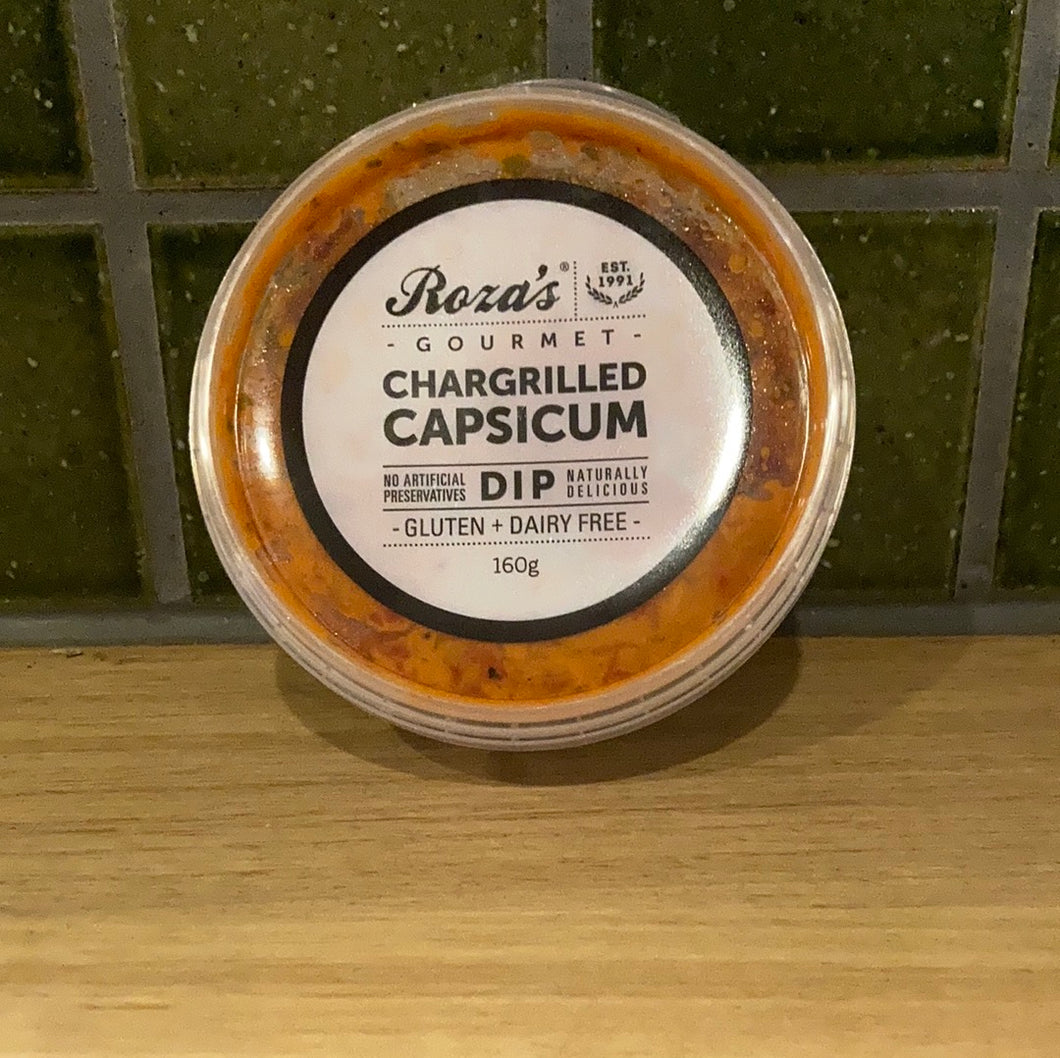 Roza's®
EST.
1991
- GOURMET -
CHARGRILLED
CAPSICUM
NO ARTIFICIAL
PRESERVATIVES
DIP
NATURALLY
DELICIOUS
- GLUTEN + DAIRY FREE -
160g